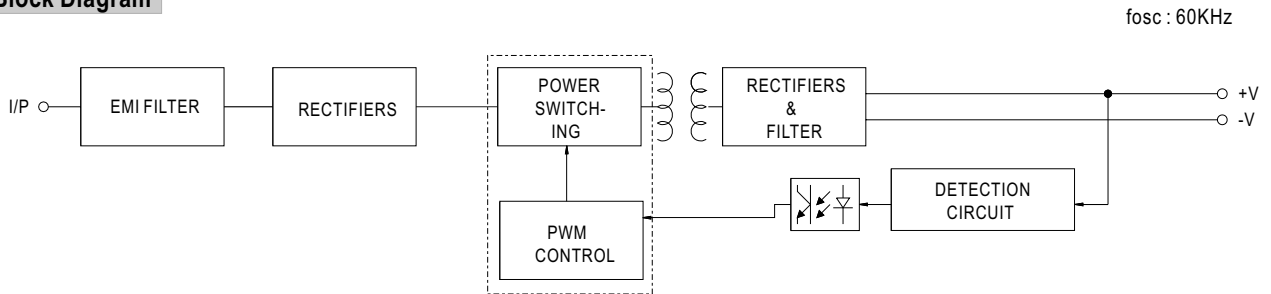 Block Diagram
fosc : 60KHz
I/P
EMI FILTER
RECTIFIERS
POWER
SWITCH-
ING
RECTIFIERS
&
FILTER
+V
-V
DETECTION
CIRCUIT
PWM
CONTROL